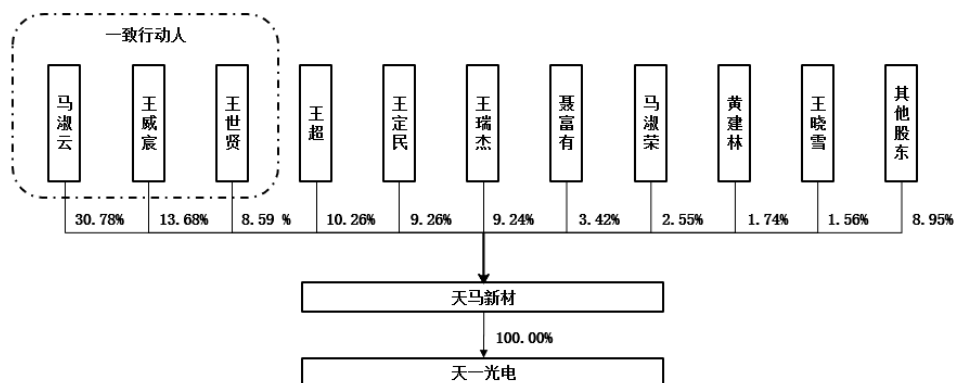 一致行动人
马淑云
王威宸
王世贤
王超
王定民
王瑞杰
聂富有
马淑荣
黄建林
王晓雪
其他股东
30.78%
13.68%
8.59 %
10.26%
9.26%
9.24%
3.42%
2.55%
1.74%
1.56%
8.95%
天马新材
100.00%
天一光电